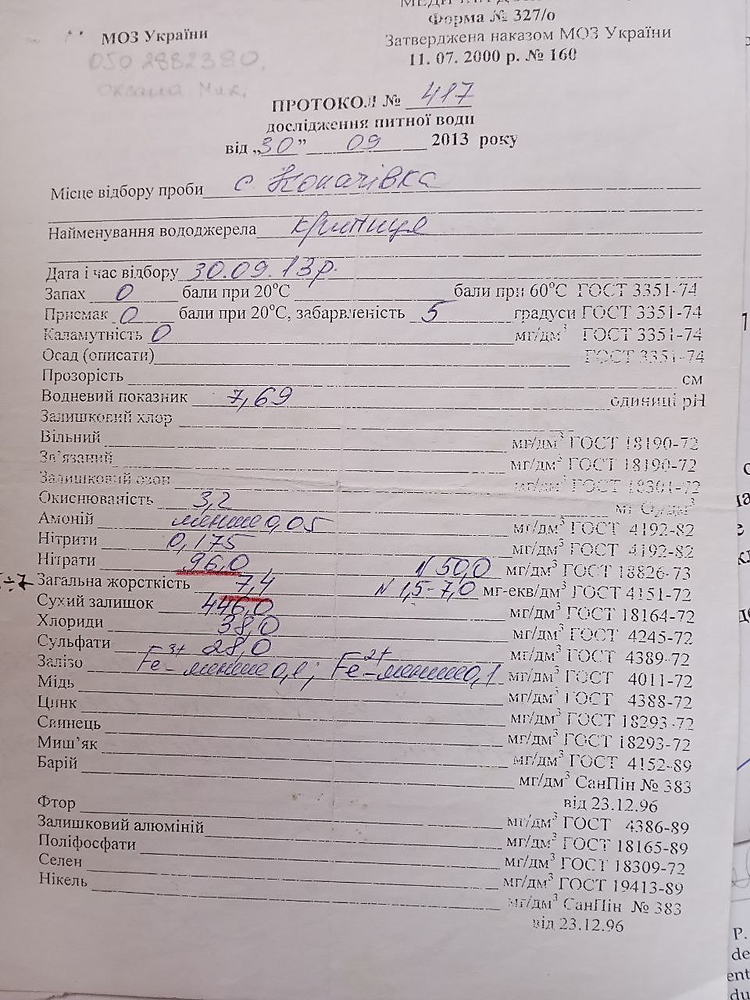 Форма № 327/о
МОЗ України
Затверджена наказом МОЗ України
11. 07. 2000 р. № 160
050 2882380,
оксана Мик.
ПРОТОКОЛ № 417
дослідження питної води
від „30” 09 2013 року
Місце відбору проби с. Копачівка
Найменування вододжерела криниця
Дата і час відбору 30.09.13р.
Запах 0 бали при 20°С бали при 60°С ГОСТ 3351-74
Присмак 0 бали при 20°С, забарвленість 5 градуси ГОСТ 3351-74
Каламутність 0 мг/дм³ ГОСТ 3351-74
Осад (описати) ГОСТ 3351-74
Прозорість см
Водневий показник 7,69 одиниці рН
Залишковий хлор
Вільний мг/дм³ ГОСТ 18190-72
Зв'язаний мг/дм³ ГОСТ 18190-72
Залишковий озон мг/дм³ ГОСТ 18301-72
Окиснюваність 3,2 мг О₂/дм³
Амоній менше 0,05 мг/дм³ ГОСТ 4192-82
Нітрити 0,175 мг/дм³ ГОСТ 4192-82
Нітрати 96,0 N 50,0 мг/дм³ ГОСТ 18826-73
÷7 Загальна жорсткість 7,4 N 1,5-7,0 мг-екв/дм³ ГОСТ 4151-72
Сухий залишок 446,0 мг/дм³ ГОСТ 18164-72
Хлориди 38,0 мг/дм³ ГОСТ 4245-72
Сульфати 28,0 мг/дм³ ГОСТ 4389-72
Залізо Fe³⁺ - менше 0,1; Fe²⁺ - менше 0,1 мг/дм³ ГОСТ 4011-72
Мідь мг/дм³ ГОСТ 4388-72
Цинк мг/дм³ ГОСТ 18293-72
Свинець мг/дм³ ГОСТ 18293-72
Миш'як мг/дм³ ГОСТ 4152-89
Барій мг/дм³ СанПін № 383
від 23.12.96
Фтор мг/дм³ ГОСТ 4386-89
Залишковий алюміній мг/дм³ ГОСТ 18165-89
Поліфосфати мг/дм³ ГОСТ 18309-72
Селен мг/дм³ ГОСТ 19413-89
Нікель мг/дм³ СанПін № 383
від 23.12.96
P.
de
ent
du